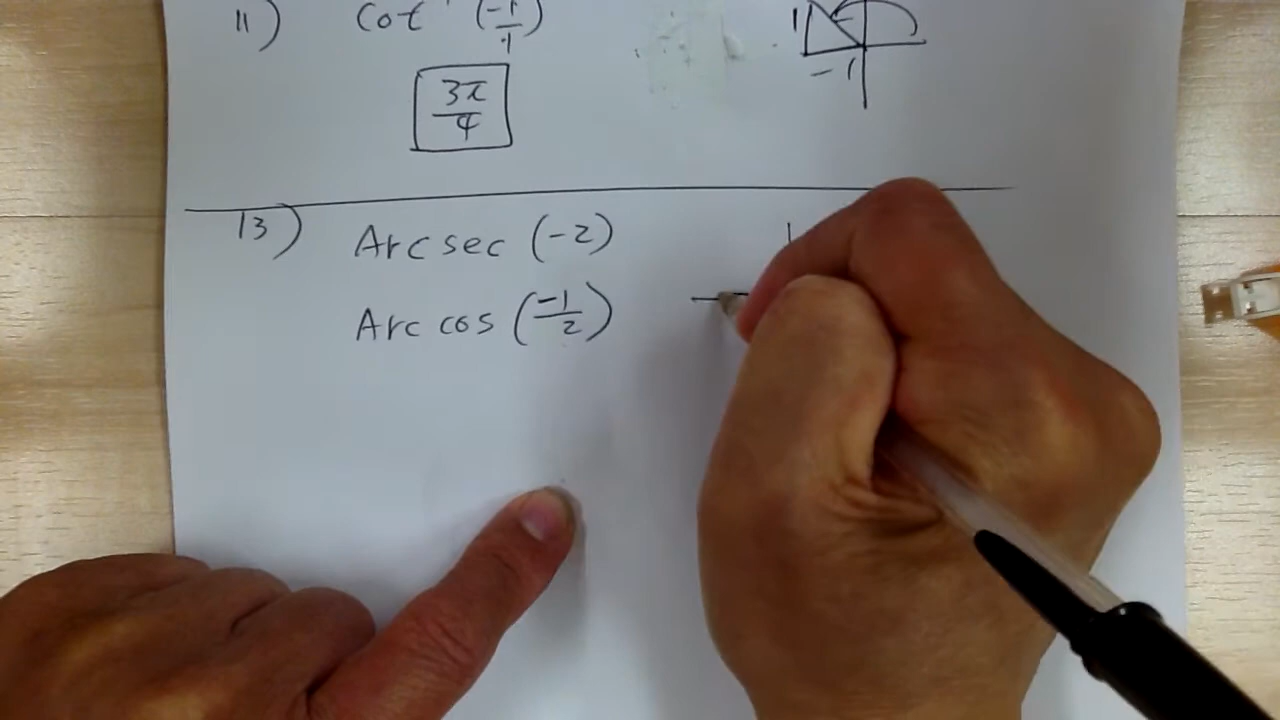 11) Cot⁻¹ (-1/1)
1
-1
3π/4
13) Arcsec (-2)
Arccos (-1/2)